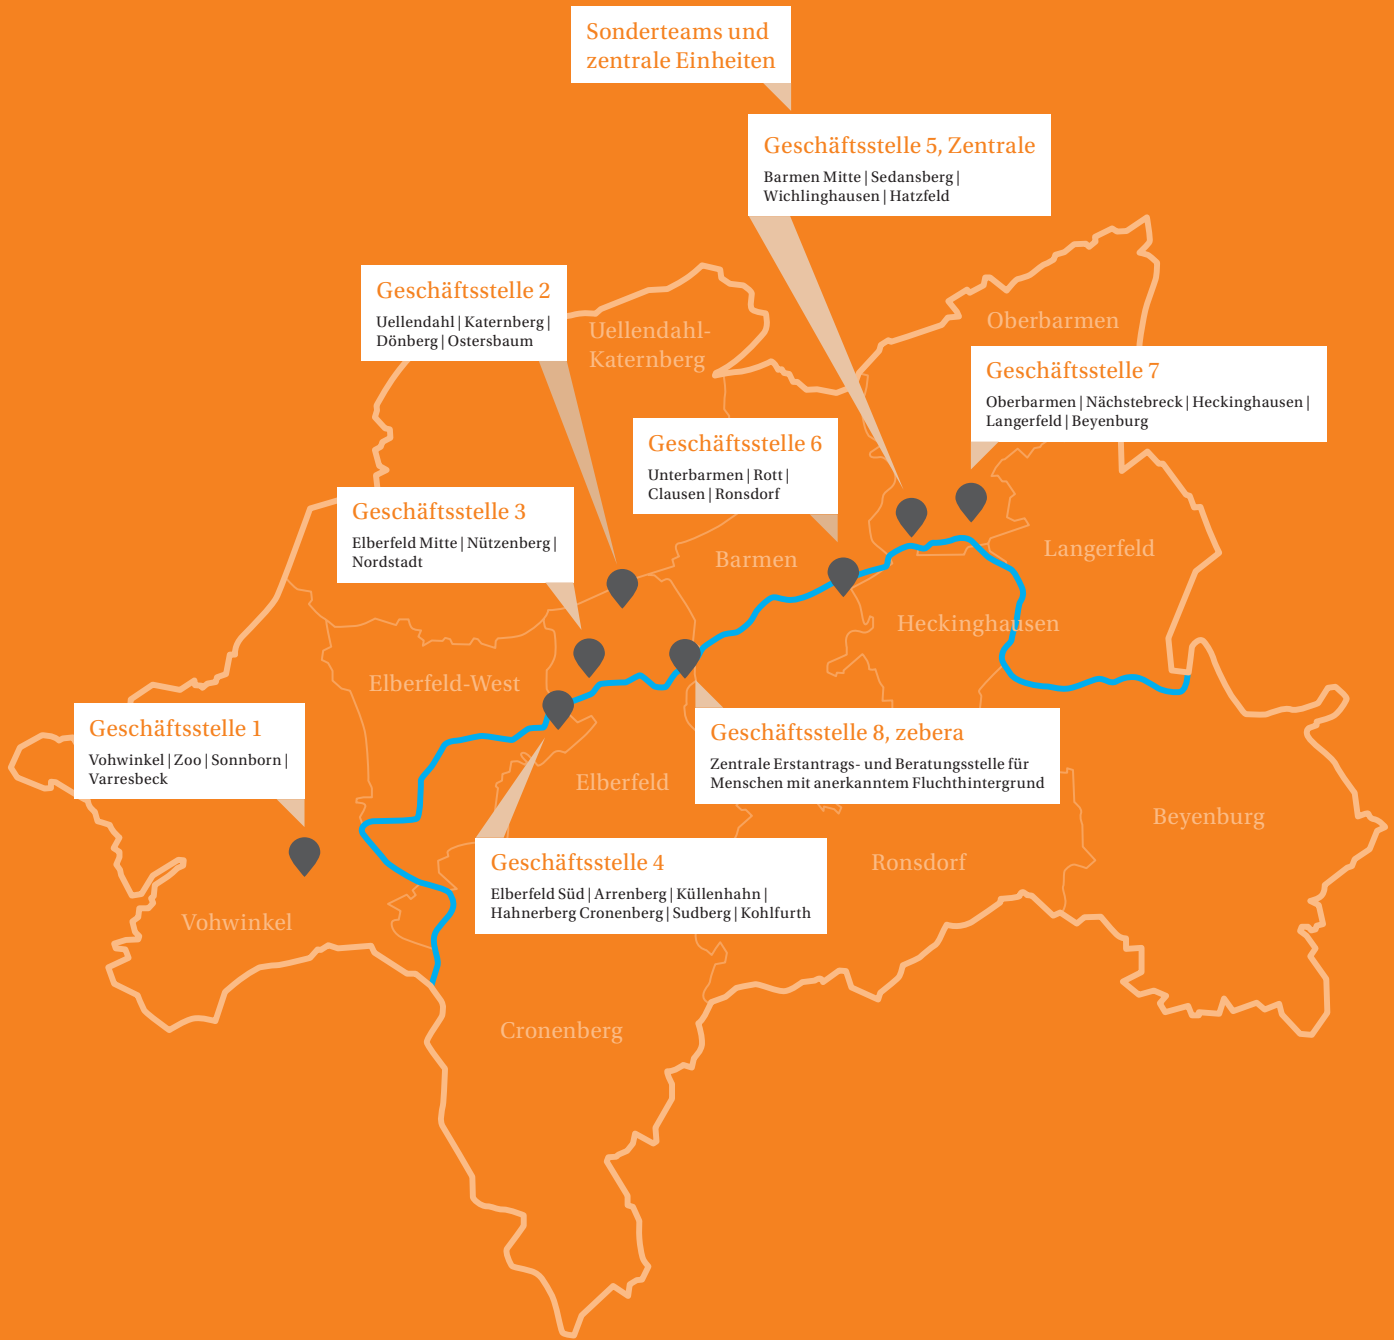 Sonderteams und
zentrale Einheiten
Geschäftsstelle 5, Zentrale
Barmen Mitte | Sedansberg |
Wichlinghausen | Hatzfeld
Geschäftsstelle 2
Uellendahl | Katernberg |
Dönberg | Ostersbaum
Uellendahl-
Katernberg
Oberbarmen
Geschäftsstelle 7
Oberbarmen | Nächstebreck | Heckinghausen |
Langerfeld | Beyenburg
Geschäftsstelle 6
Unterbarmen | Rott |
Clausen | Ronsdorf
Geschäftsstelle 3
Elberfeld Mitte | Nützenberg |
Nordstadt
Barmen
Langerfeld
Heckinghausen
Elberfeld-West
Geschäftsstelle 1
Vohwinkel | Zoo | Sonnborn |
Varresbeck
Geschäftsstelle 8, zebera
Zentrale Erstantrags- und Beratungsstelle für
Menschen mit anerkanntem Fluchthintergrund
Elberfeld
Beyenburg
Geschäftsstelle 4
Elberfeld Süd | Arrenberg | Küllenhahn |
Hahnerberg Cronenberg | Sudberg | Kohlfurth
Ronsdorf
Vohwinkel
Cronenberg